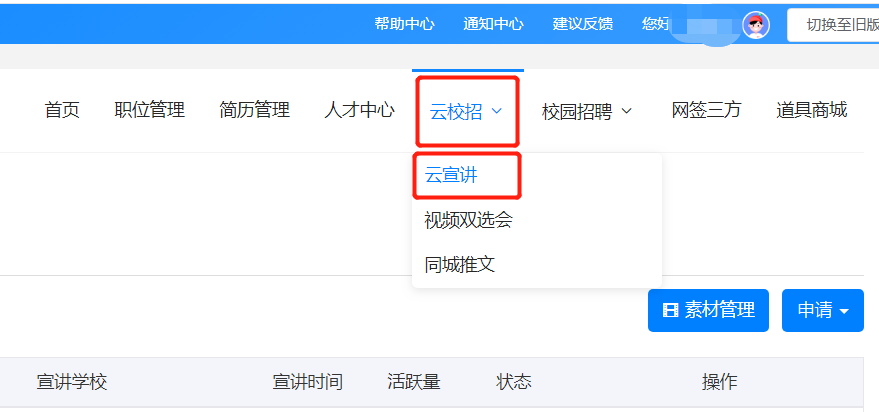 帮助中心 通知中心 建议反馈 您好 切换至旧版
首页 职位管理 简历管理 人才中心 云校招 校园招聘 网签三方 道具商城
云宣讲
视频双选会
同城推文
素材管理 申请
宣讲学校 宣讲时间 活跃量 状态 操作